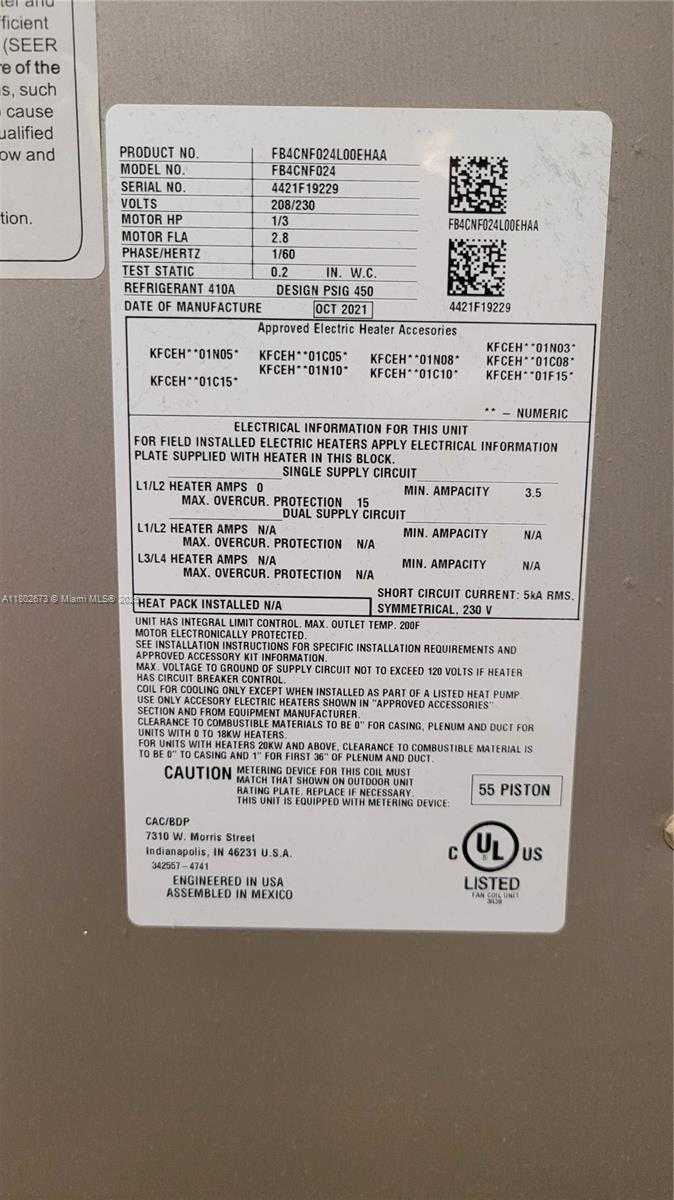 ficient
(SEER
re of the
s, such
cause
ualified
ow and
tion.
PRODUCT NO. FB4CNF024L00EHAA
MODEL NO. FB4CNF024
SERIAL NO. 4421F19229
VOLTS 208/230
MOTOR HP 1/3
MOTOR FLA 2.8
PHASE/HERTZ 1/60
TEST STATIC 0.2 IN. W.C.
REFRIGERANT 410A DESIGN PSIG 450
DATE OF MANUFACTURE OCT 2021
FB4CNF024L00EHAA
4421F19229
Approved Electric Heater Accesories
KFCEH**01N05* KFCEH**01C05* KFCEH**01N08* KFCEH**01N03*
KFCEH**01N10* KFCEH**01C10* KFCEH**01C08*
KFCEH**01C15* KFCEH**01F15*
** – NUMERIC
ELECTRICAL INFORMATION FOR THIS UNIT
FOR FIELD INSTALLED ELECTRIC HEATERS APPLY ELECTRICAL INFORMATION
PLATE SUPPLIED WITH HEATER IN THIS BLOCK.
SINGLE SUPPLY CIRCUIT
L1/L2 HEATER AMPS 0 MIN. AMPACITY 3.5
MAX. OVERCUR. PROTECTION 15
DUAL SUPPLY CIRCUIT
L1/L2 HEATER AMPS N/A MIN. AMPACITY N/A
MAX. OVERCUR. PROTECTION N/A
L3/L4 HEATER AMPS N/A MIN. AMPACITY N/A
MAX. OVERCUR. PROTECTION N/A
SHORT CIRCUIT CURRENT: 5kA RMS.
HEAT PACK INSTALLED N/A SYMMETRICAL, 230 V
UNIT HAS INTEGRAL LIMIT CONTROL. MAX. OUTLET TEMP. 200F
MOTOR ELECTRONICALLY PROTECTED.
SEE INSTALLATION INSTRUCTIONS FOR SPECIFIC INSTALLATION REQUIREMENTS AND
APPROVED ACCESSORY KIT INFORMATION.
MAX. VOLTAGE TO GROUND OF SUPPLY CIRCUIT NOT TO EXCEED 120 VOLTS IF HEATER
HAS CIRCUIT BREAKER CONTROL.
COIL FOR COOLING ONLY EXCEPT WHEN INSTALLED AS PART OF A LISTED HEAT PUMP.
USE ONLY ACCESORY ELECTRIC HEATERS SHOWN IN "APPROVED ACCESSORIES"
SECTION AND FROM EQUIPMENT MANUFACTURER.
CLEARANCE TO COMBUSTIBLE MATERIALS TO BE 0" FOR CASING, PLENUM AND DUCT FOR
UNITS WITH 0 TO 18KW HEATERS.
FOR UNITS WITH HEATERS 20KW AND ABOVE, CLEARANCE TO COMBUSTIBLE MATERIAL IS
TO BE 0" TO CASING AND 1" FOR FIRST 36" OF PLENUM AND DUCT.
CAUTION METERING DEVICE FOR THIS COIL MUST
MATCH THAT SHOWN ON OUTDOOR UNIT
RATING PLATE. REPLACE IF NECESSARY.
THIS UNIT IS EQUIPPED WITH METERING DEVICE:
55 PISTON
CAC/BDP
7310 W. Morris Street
Indianapolis, IN 46231 U.S.A.
342557-4741
ENGINEERED IN USA
ASSEMBLED IN MEXICO
C UL US
LISTED
FAN COIL UNIT
A11802673 © Miami MLS®